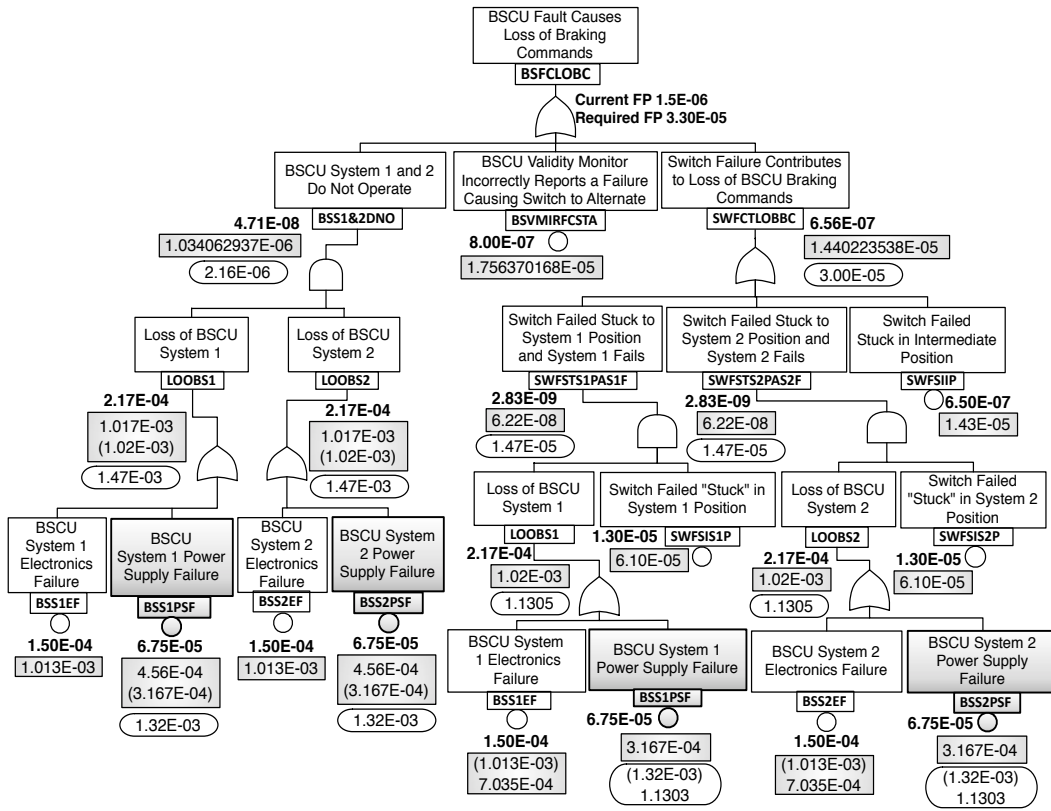 BSCU Fault Causes
Loss of Braking
Commands
BSFCLOBC
Current FP 1.5E-06
Required FP 3.30E-05
BSCU System 1 and 2
Do Not Operate
BSS1&2DNO
4.71E-08
1.034062937E-06
2.16E-06
BSCU Validity Monitor
Incorrectly Reports a Failure
Causing Switch to Alternate
BSVMIRFCSTA
8.00E-07
1.756370168E-05
Switch Failure Contributes
to Loss of BSCU Braking
Commands
SWFCTLOBBC
6.56E-07
1.440223538E-05
3.00E-05
Loss of BSCU
System 1
LOOBS1
2.17E-04
1.017E-03
(1.02E-03)
1.47E-03
Loss of BSCU
System 2
LOOBS2
2.17E-04
1.017E-03
(1.02E-03)
1.47E-03
Switch Failed Stuck to
System 1 Position
and System 1 Fails
SWFSTS1PAS1F
2.83E-09
6.22E-08
1.47E-05
Switch Failed Stuck to
System 2 Position and
System 2 Fails
SWFSTS2PAS2F
2.83E-09
6.22E-08
1.47E-05
Switch Failed
Stuck in Intermediate
Position
SWFSIIP
6.50E-07
1.43E-05
BSCU
System 1
Electronics
Failure
BSS1EF
1.50E-04
1.013E-03
BSCU
System 1 Power
Supply Failure
BSS1PSF
6.75E-05
4.56E-04
(3.167E-04)
1.32E-03
BSCU
System 2
Electronics
Failure
BSS2EF
1.50E-04
1.013E-03
BSCU System
2 Power
Supply Failure
BSS2PSF
6.75E-05
4.56E-04
(3.167E-04)
1.32E-03
Loss of BSCU
System 1
LOOBS1
2.17E-04
1.02E-03
1.1305
Switch Failed "Stuck" in
System 1 Position
SWFSIS1P
1.30E-05
6.10E-05
Loss of BSCU
System 2
LOOBS2
2.17E-04
1.02E-03
1.1305
Switch Failed
"Stuck" in System 2
Position
SWFSIS2P
1.30E-05
6.10E-05
BSCU System
1 Electronics
Failure
BSS1EF
1.50E-04
(1.013E-03)
7.035E-04
BSCU System 1
Power Supply Failure
BSS1PSF
6.75E-05
3.167E-04
(1.32E-03)
1.1303
BSCU System 2
Electronics Failure
BSS2EF
1.50E-04
(1.013E-03)
7.035E-04
BSCU System 2
Power Supply
Failure
BSS2PSF
6.75E-05
3.167E-04
(1.32E-03)
1.1303